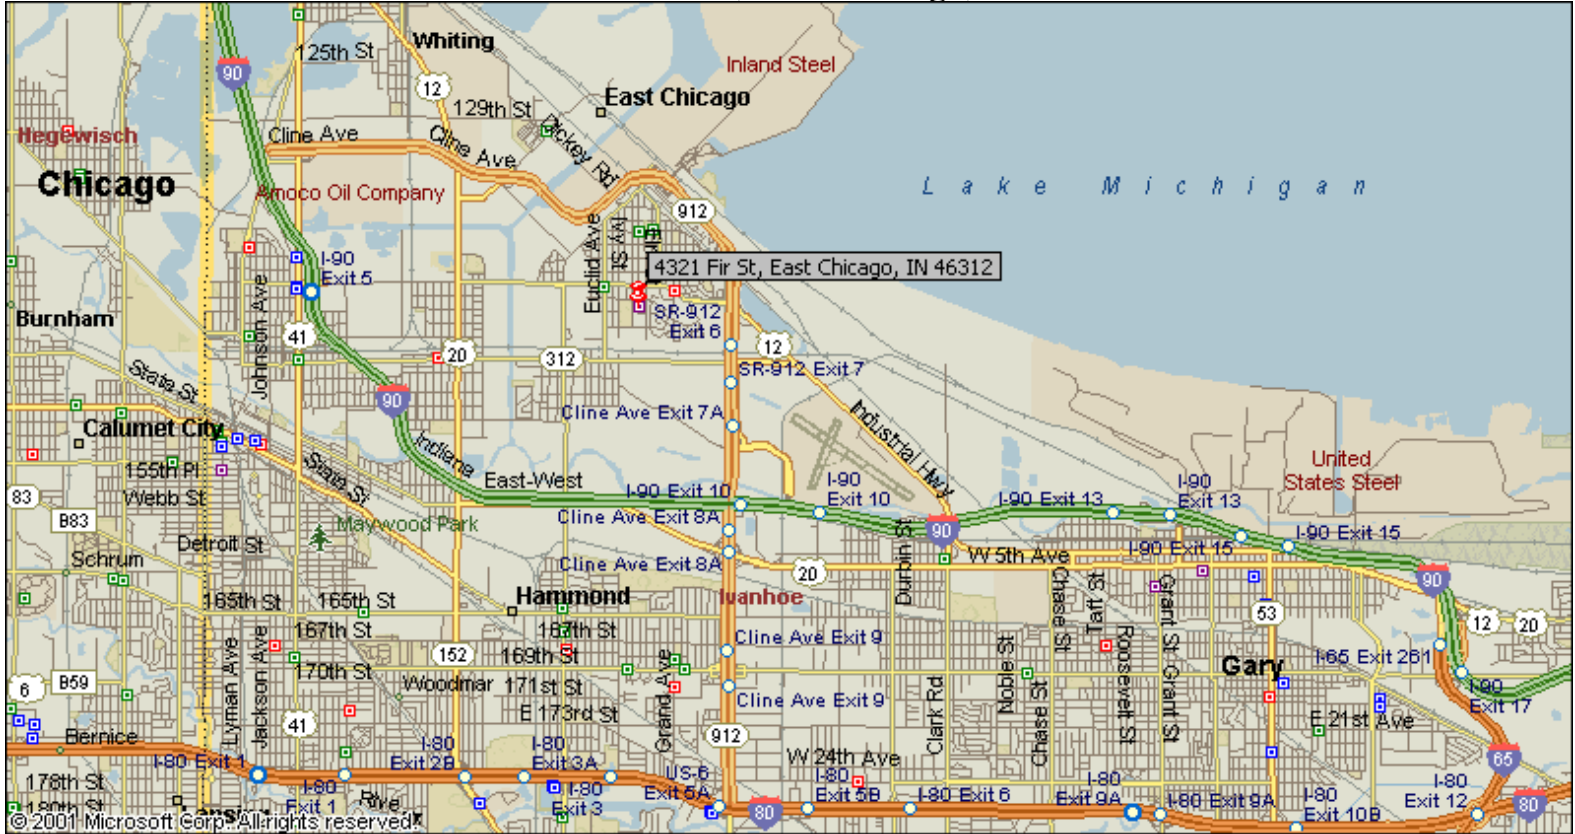 Whiting
125th St
Inland Steel
90
12
129th St
East Chicago
Hegewisch
Cline Ave
Cline Ave
Dickey Rd
Chicago
Amoco Oil Company
Lake Michigan
912
Euclid Ave
Ivy St
I-90
Exit 5
4321 Fir St, East Chicago, IN 46312
Johnson Ave
Burnham
SR-912
Exit 6
41
20
312
12
SR-912 Exit 7
State St
90
Cline Ave Exit 7A
Industrial Hwy
Calumet City
Indiana
State St
155th Pl
East-West
United
States Steel
83
Webb St
I-90 Exit 10
I-90
Exit 10
I-90 Exit 13
I-90
Exit 13
B83
Maywood Park
Cline Ave Exit 8A
90
I-90 Exit 15
Detroit St
Durbin St
W 5th Ave
I-90 Exit 15
Schrum
Cline Ave Exit 8A
20
90
165th St
165th St
Hammond
Ivanhoe
Chase St
Taft St
Grant St
53
12
20
167th St
167th St
Cline Ave Exit 9
152
169th St
Noble St
Roosevelt St
Grant St
Gary
I-65 Exit 261
6
B59
170th St
Woodmar
171st St
Lyman Ave
Jackson Ave
Grand Ave
Cline Ave Exit 9
Clark Rd
Chase St
I-90
Exit 17
41
E 173rd St
E 21st Ave
Bernice
912
I-80 Exit 1
I-80
Exit 2B
I-80
Exit 3A
W 24th Ave
65
176th St
I-80
Exit 1
I-80
Exit 3
US-6
Exit 5A
I-80
Exit 5B
I-80 Exit 6
I-80
Exit 9A
I-80 Exit 9A
I-80
Exit 10B
I-80
Exit 12
80
80
180th St
© 2001 Microsoft Corp. All rights reserved.